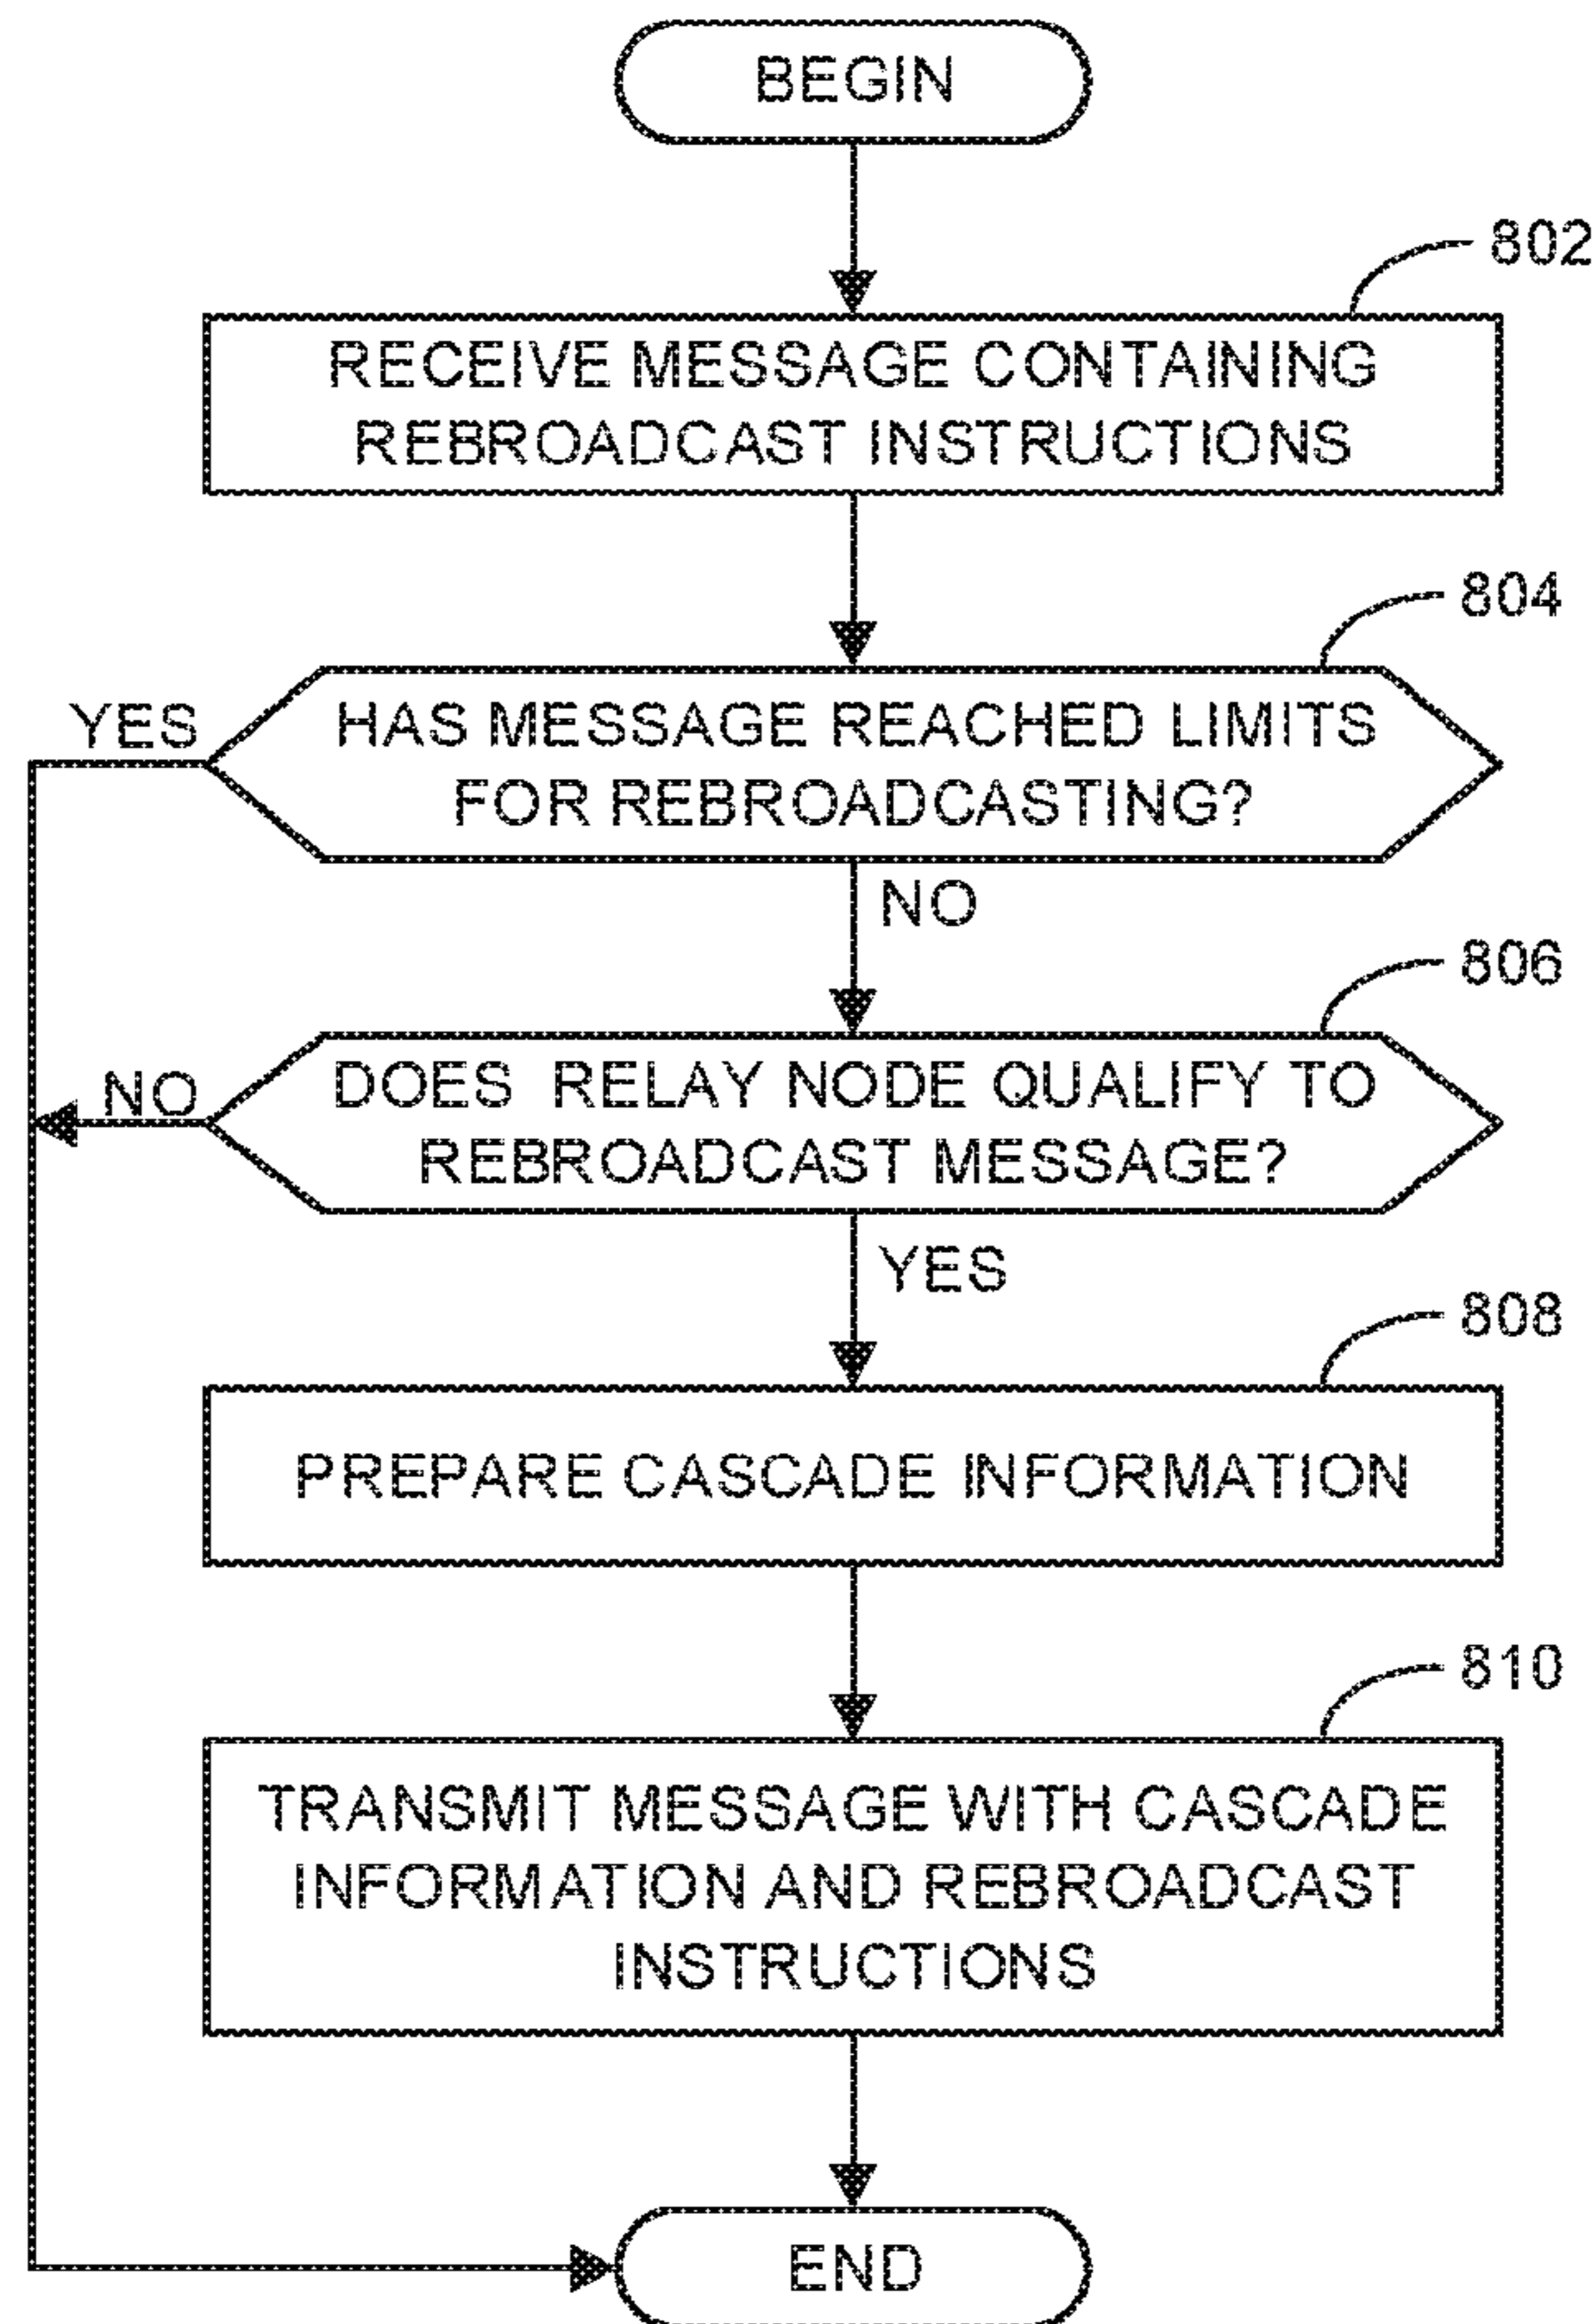 BEGIN
802
RECEIVE MESSAGE CONTAINING
REBROADCAST INSTRUCTIONS
804
YES
HAS MESSAGE REACHED LIMITS
FOR REBROADCASTING?
NO
806
NO
DOES RELAY NODE QUALIFY TO
REBROADCAST MESSAGE?
YES
808
PREPARE CASCADE INFORMATION
810
TRANSMIT MESSAGE WITH CASCADE
INFORMATION AND REBROADCAST
INSTRUCTIONS
END